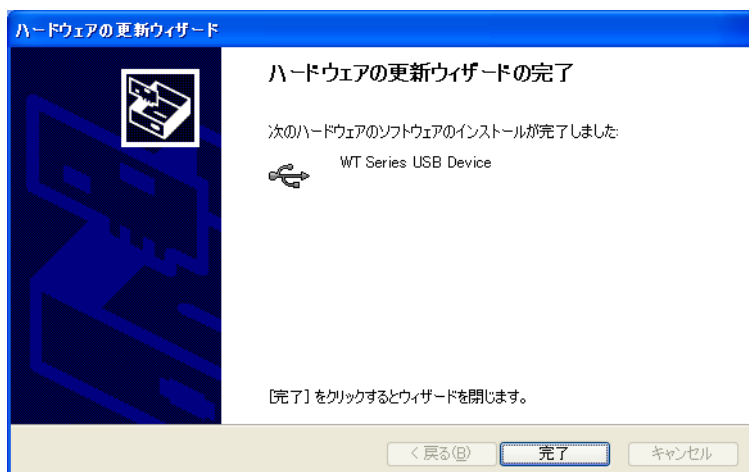 ハードウェアの更新ウィザード
ハードウェアの更新ウィザードの完了
次のハードウェアのソフトウェアのインストールが完了しました:
WT Series USB Device
[完了] をクリックするとウィザードを閉じます。
< 戻る(B)
完了
キャンセル